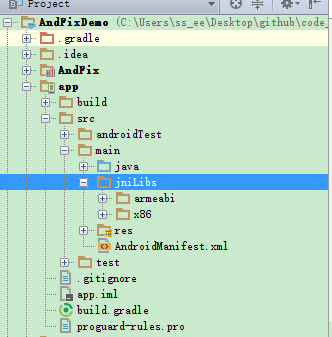 Project
AndFixDemo (C:\Users\ss_ee\Desktop\github\code_
.gradle
.idea
AndFix
app
build
src
androidTest
main
java
jniLibs
armeabi
x86
res
AndroidManifest.xml
test
.gitignore
app.iml
build.gradle
proguard-rules.pro